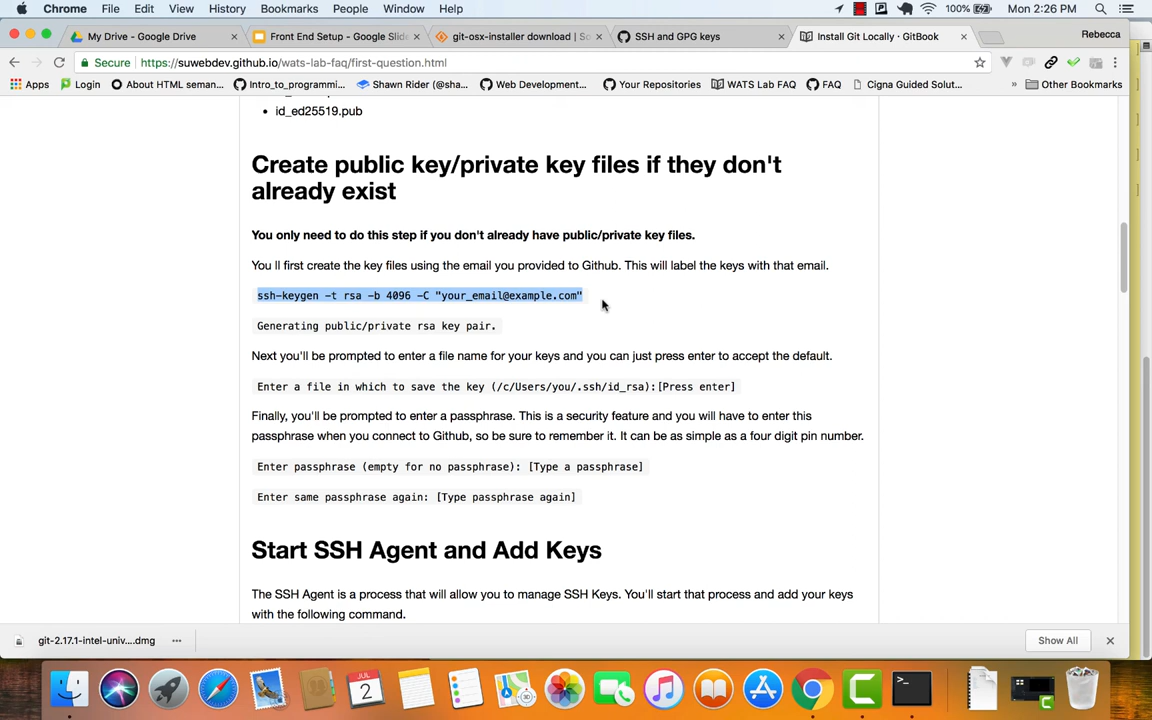 Chrome File Edit View History Bookmarks People Window Help 100% Mon 2:26 PM
My Drive - Google Drive Front End Setup - Google Slid git-osx-installer download | So SSH and GPG keys Install Git Locally · GitBook Rebecca
Secure https://suwebdev.github.io/wats-lab-faq/first-question.html
Apps Login About HTML seman... Intro_to_programmi... Shawn Rider (@sha... Web Development... Your Repositories WATS Lab FAQ FAQ Cigna Guided Solut... » Other Bookmarks
• id_ed25519.pub
Create public key/private key files if they don't
already exist
You only need to do this step if you don't already have public/private key files.
You ll first create the key files using the email you provided to Github. This will label the keys with that email.
ssh-keygen -t rsa -b 4096 -C "your_email@example.com"
Generating public/private rsa key pair.
Next you'll be prompted to enter a file name for your keys and you can just press enter to accept the default.
Enter a file in which to save the key (/c/Users/you/.ssh/id_rsa):[Press enter]
Finally, you'll be prompted to enter a passphrase. This is a security feature and you will have to enter this
passphrase when you connect to Github, so be sure to remember it. It can be as simple as a four digit pin number.
Enter passphrase (empty for no passphrase): [Type a passphrase]
Enter same passphrase again: [Type passphrase again]
Start SSH Agent and Add Keys
The SSH Agent is a process that will allow you to manage SSH Keys. You'll start that process and add your keys
with the following command.
git-2.17.1-intel-univ....dmg Show All
JUL
2